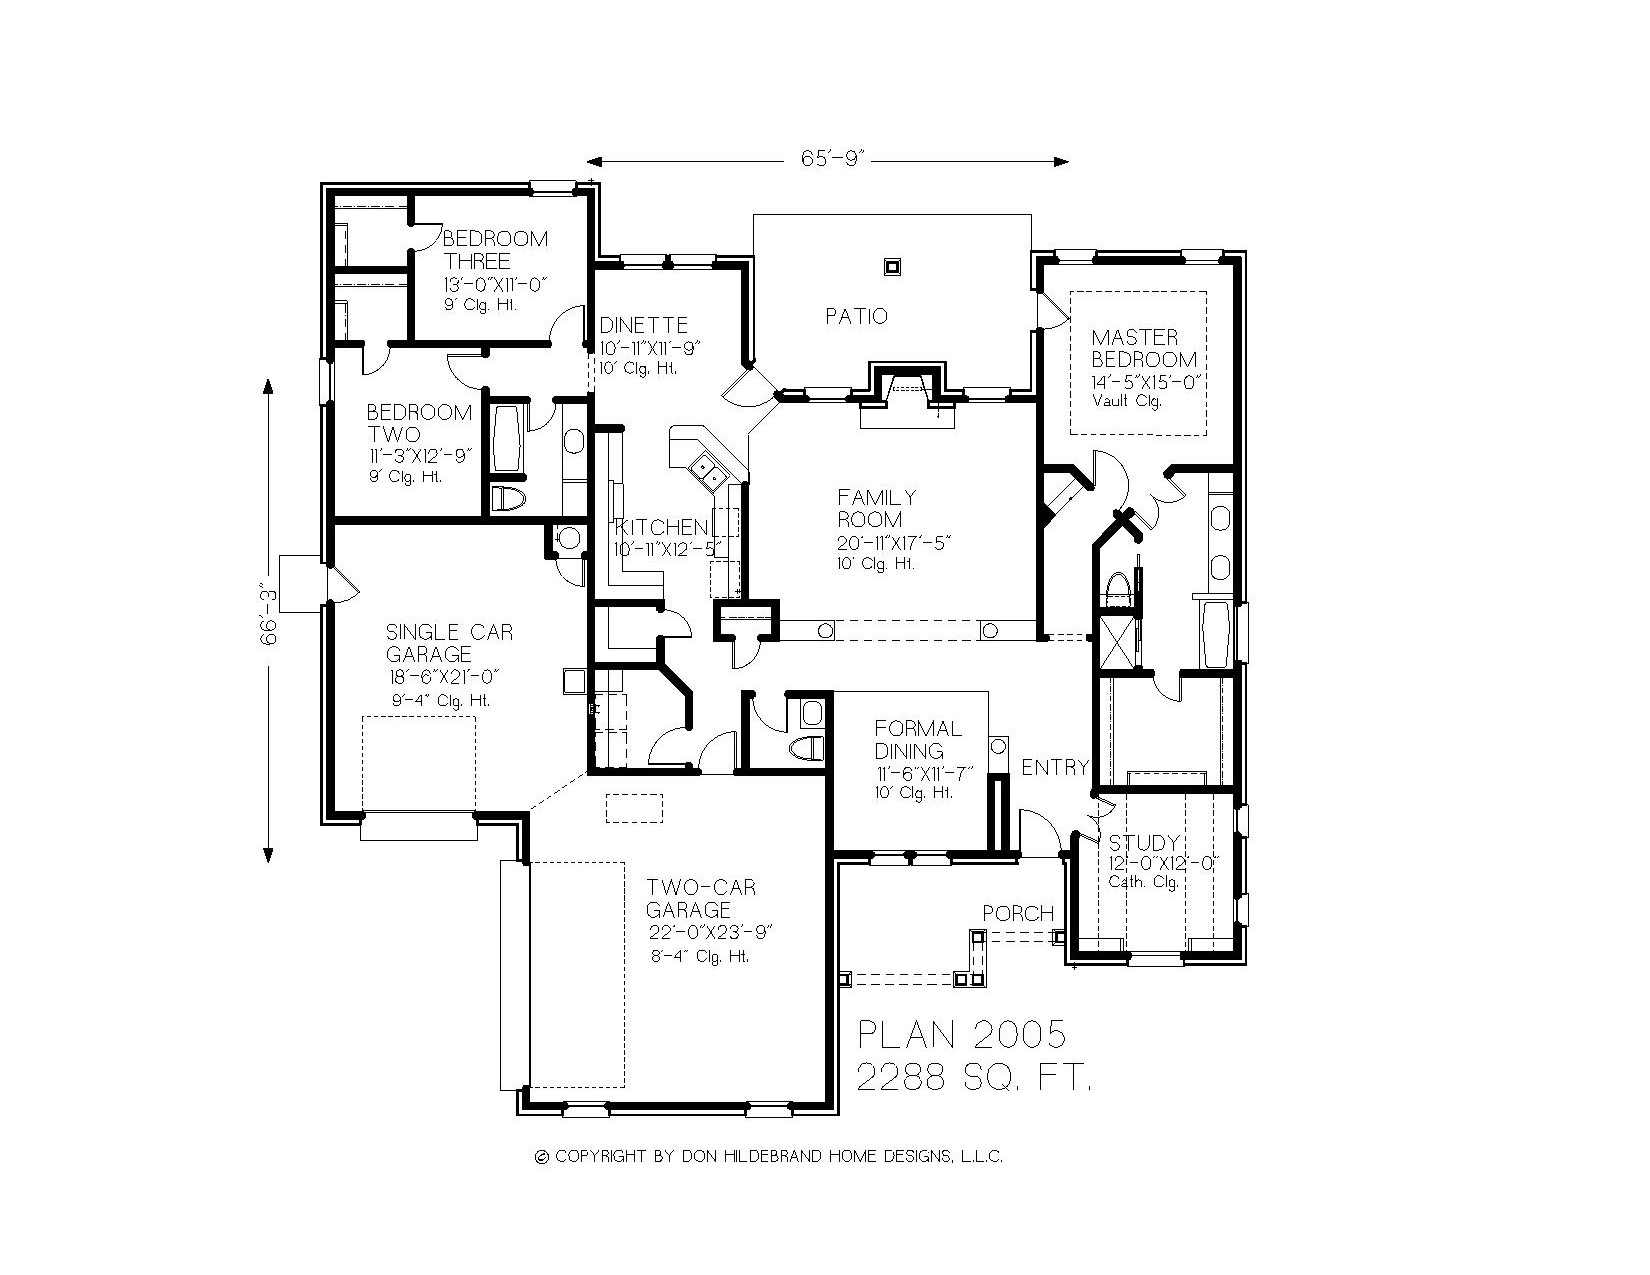 65'-9"
BEDROOM
THREE
13'-0"X11'-0"
9' Clg. Ht.
DINETTE
10'-11"X11'-9"
10' Clg. Ht.
PATIO
MASTER
BEDROOM
14'-5"X15'-0"
Vault Clg.
BEDROOM
TWO
11'-3"X12'-9"
9' Clg. Ht.
KITCHEN
10'-11"X12'-5"
FAMILY
ROOM
20'-11"X17'-5"
10' Clg. Ht.
66'-3"
SINGLE CAR
GARAGE
18'-6"X21'-0"
9'-4" Clg. Ht.
FORMAL
DINING
11'-6"X11'-7"
10' Clg. Ht.
ENTRY
STUDY
12'-0"X12'-0"
Cath. Clg.
TWO-CAR
GARAGE
22'-0"X23'-9"
8'-4" Clg. Ht.
PORCH
PLAN 2005
2288 SQ. FT.
© COPYRIGHT BY DON HILDEBRAND HOME DESIGNS, L.L.C.